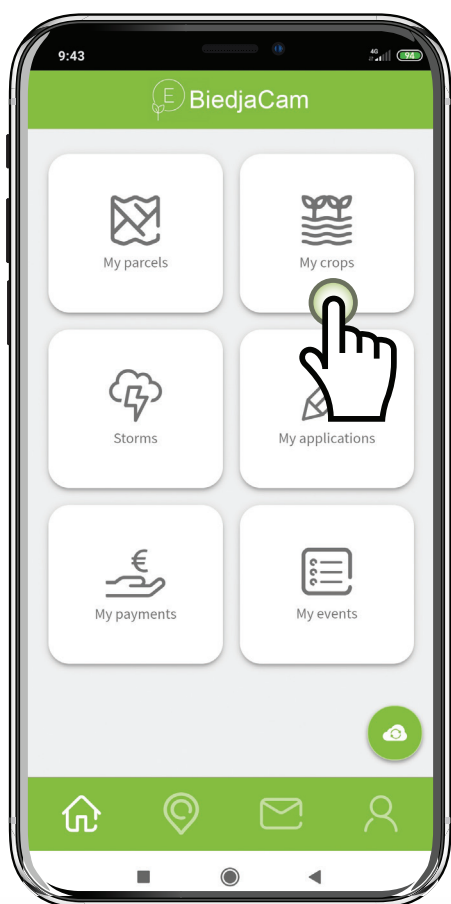 9:43
4G
94
E BiedjaCam
My parcels
My crops
Storms
My applications
€
My payments
My events